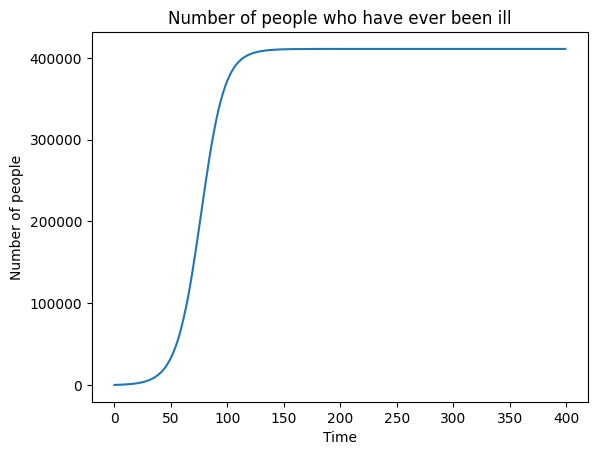 Number of people who have ever been ill
Number of people
400000
300000
200000
100000
0
0 50 100 150 200 250 300 350 400
Time